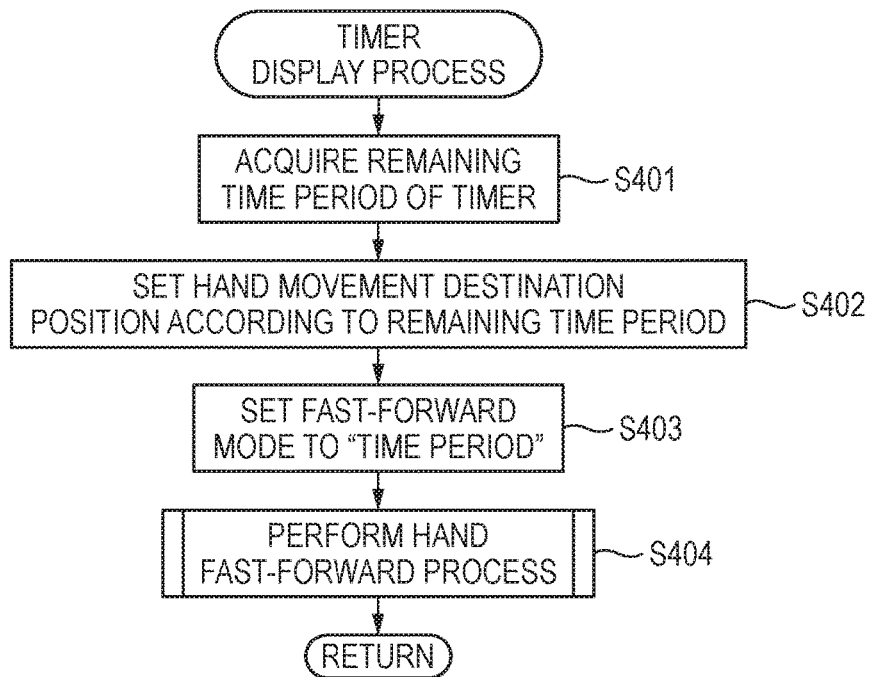 TIMER
DISPLAY PROCESS
ACQUIRE REMAINING
TIME PERIOD OF TIMER
S401
SET HAND MOVEMENT DESTINATION
POSITION ACCORDING TO REMAINING TIME PERIOD
S402
SET FAST-FORWARD
MODE TO “TIME PERIOD”
S403
PERFORM HAND
FAST-FORWARD PROCESS
S404
RETURN